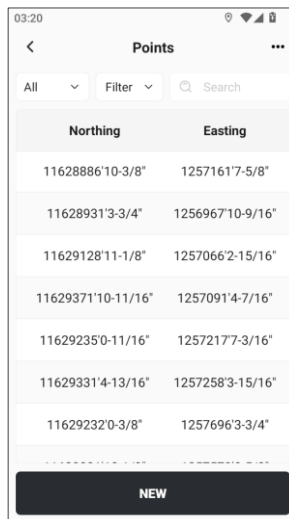 03:20
Points
All Filter Search
Northing Easting
11628886'10-3/8" 1257161'7-5/8"
11628931'3-3/4" 1256967'10-9/16"
11629128'11-1/8" 1257066'2-15/16"
11629371'10-11/16" 1257091'4-7/16"
11629235'0-11/16" 1257217'7-3/16"
11629331'4-13/16" 1257258'3-15/16"
11629232'0-3/8" 1257696'3-3/4"
NEW